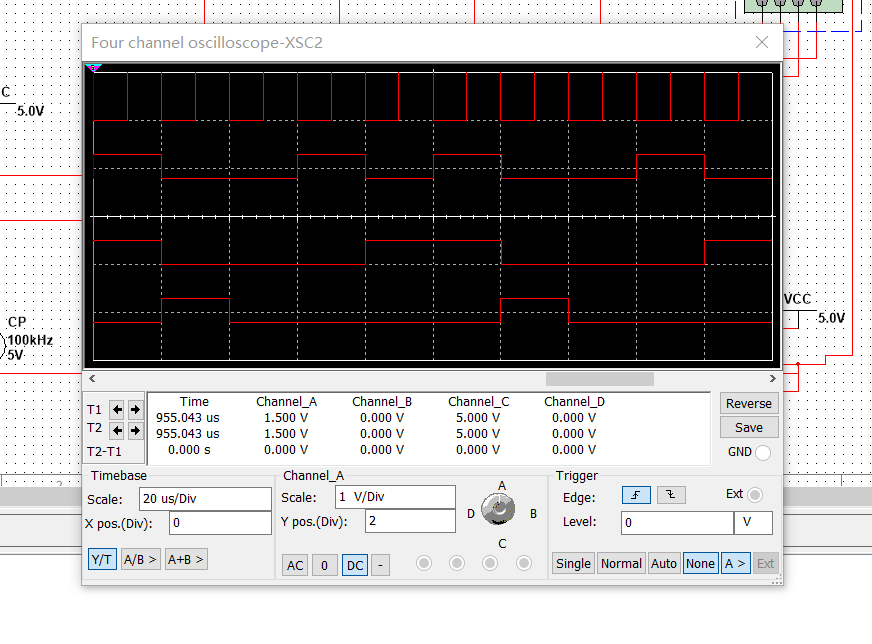 Four channel oscilloscope-XSC2
C
5.0V
CP
100kHz
5V
VCC
5.0V
Time Channel_A Channel_B Channel_C Channel_D
T1 955.043 us 1.500 V 0.000 V 5.000 V 0.000 V
T2 955.043 us 1.500 V 0.000 V 5.000 V 0.000 V
T2-T1 0.000 s 0.000 V 0.000 V 0.000 V 0.000 V
Reverse
Save
GND
Timebase
Scale: 20 us/Div
X pos.(Div): 0
Y/T A/B > A+B >
Channel_A
Scale: 1 V/Div
Y pos.(Div): 2
AC 0 DC -
A
D B
C
Trigger
Edge: Ext
Level: 0 V
Single Normal Auto None A > Ext